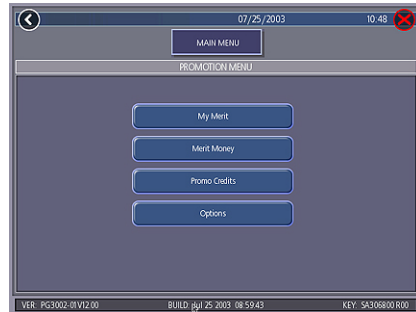 07/25/2003 10:48
MAIN MENU
PROMOTION MENU
My Merit
Merit Money
Promo Credits
Options
VER: PG3002-01V12.00 BUILD: Jul 25 2003 08:59:43 KEY: SA306800 R00